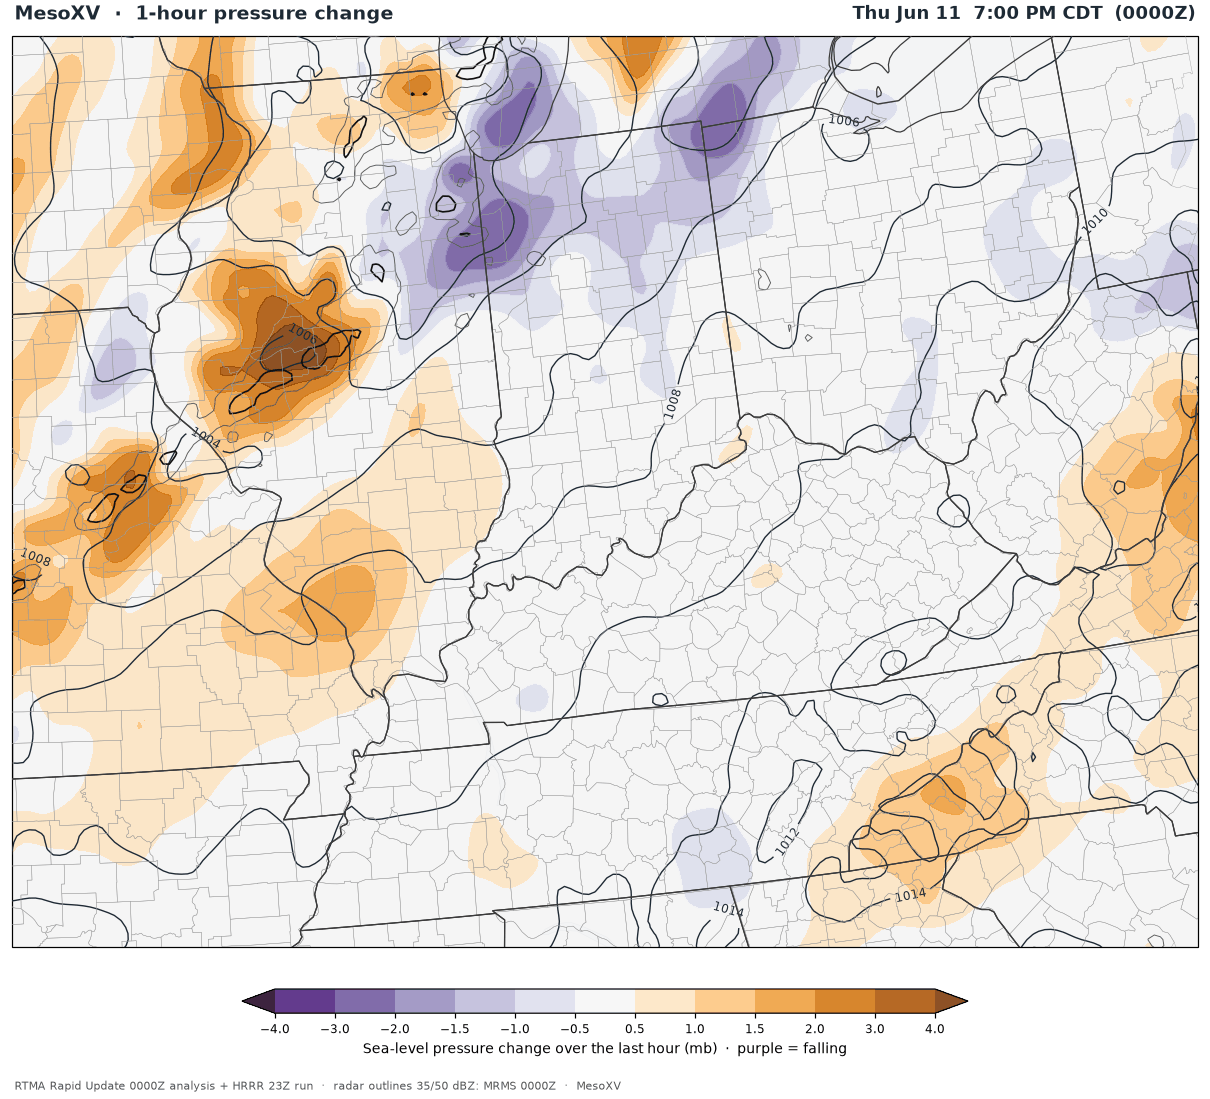 MesoXV · 1-hour pressure change
Thu Jun 11 7:00 PM CDT (0000Z)
1006
1010
1006
1008
1004
1008
1012
1014
1014
−4.0 −3.0 −2.0 −1.5 −1.0 −0.5 0.5 1.0 1.5 2.0 3.0 4.0
Sea-level pressure change over the last hour (mb) · purple = falling
RTMA Rapid Update 0000Z analysis + HRRR 23Z run · radar outlines 35/50 dBZ: MRMS 0000Z · MesoXV